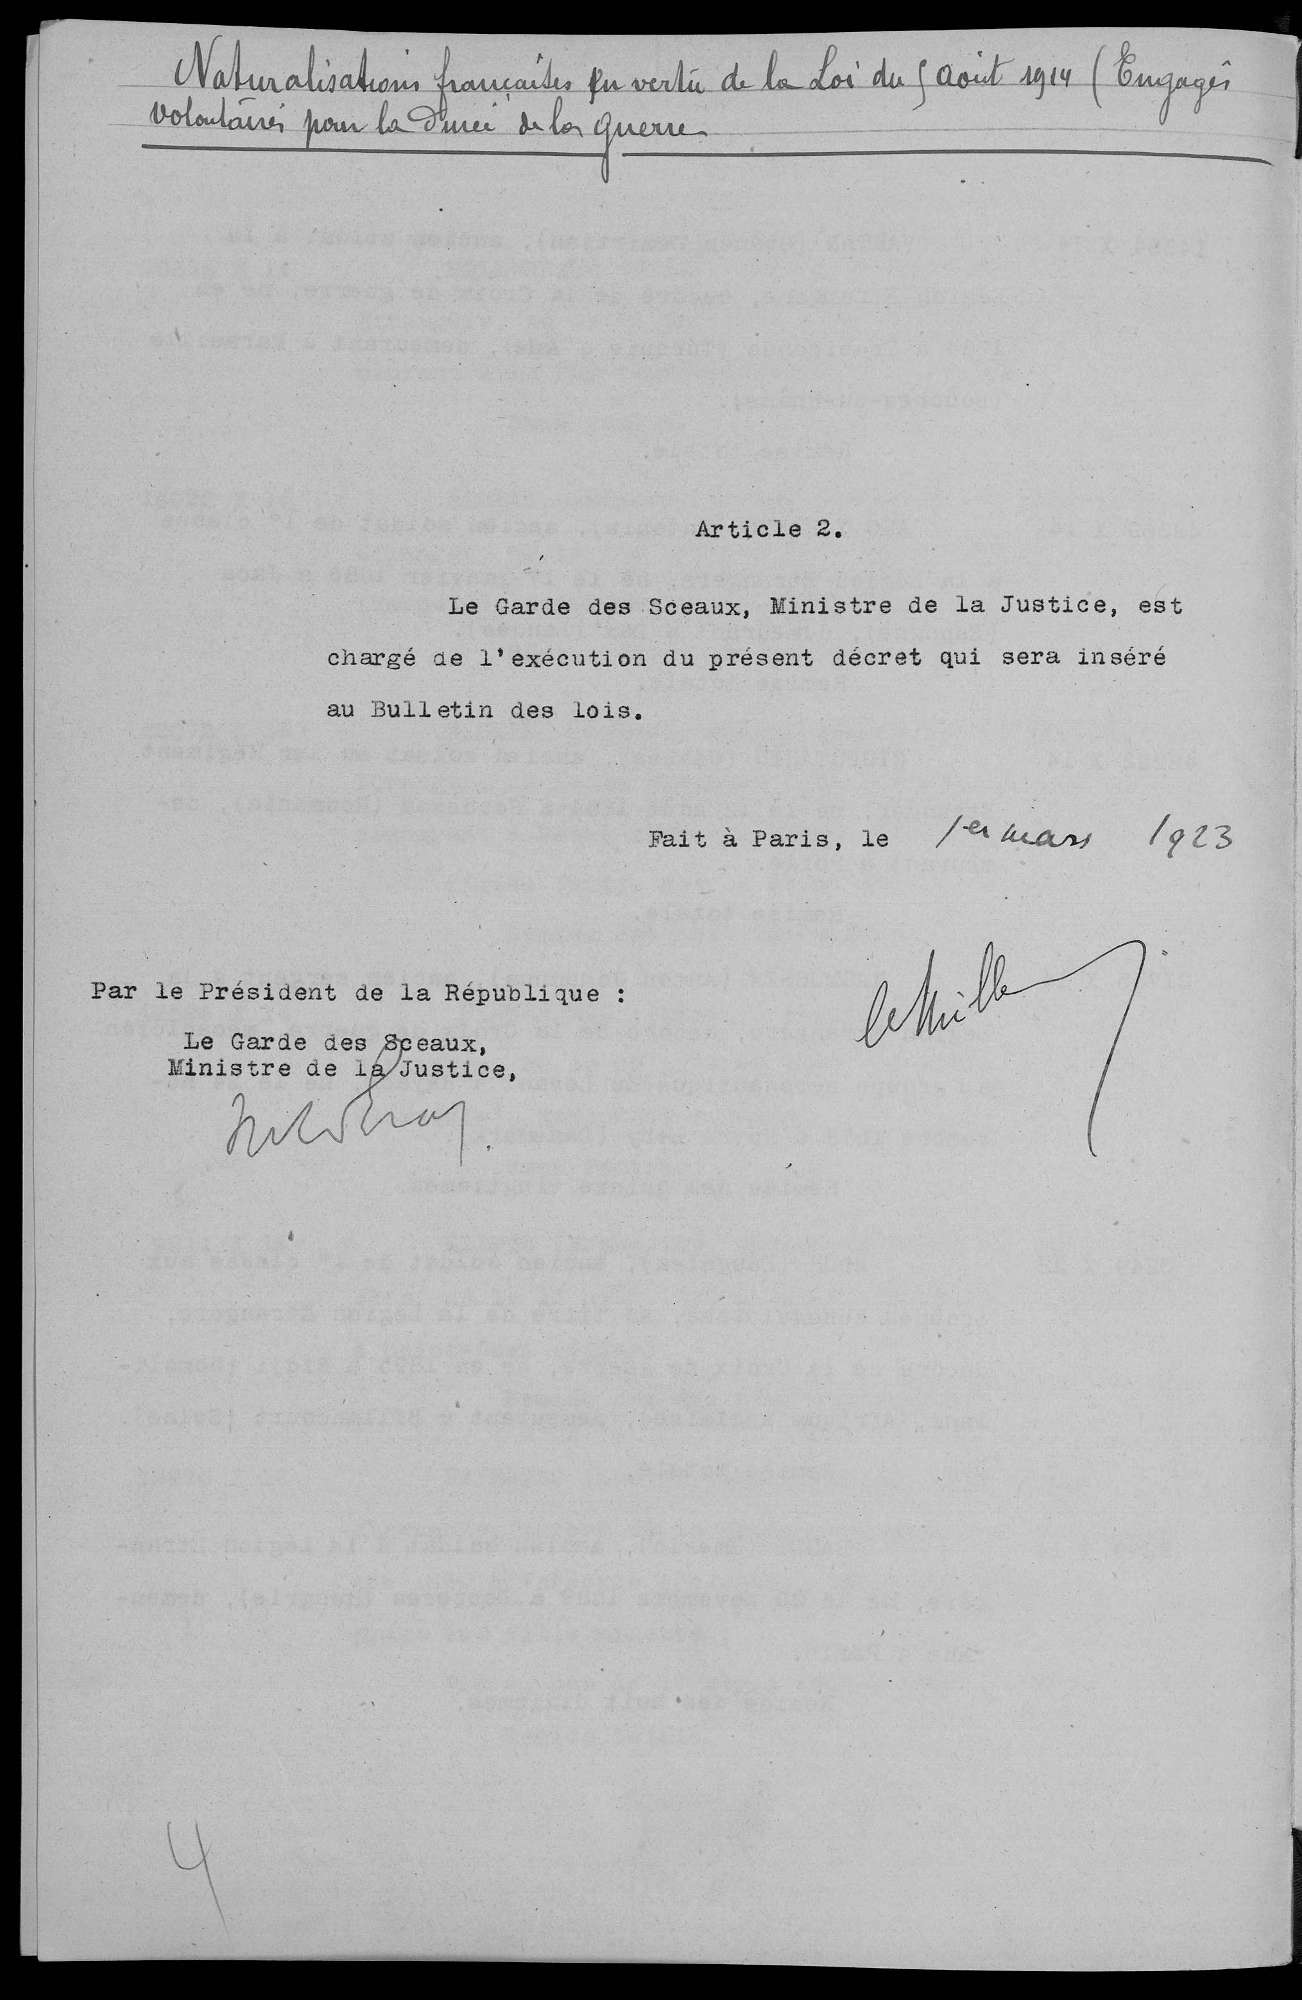 Naturalisations françaises en vertu de la Loi du 5 août 1914 (Engagés
volontaires pour la durée de la guerre
Article 2.
Le Garde des Sceaux, Ministre de la Justice, est
chargé de l'exécution du présent décret qui sera inséré
au Bulletin des lois.
Fait à Paris, le 1er mars 1923
Par le Président de la République :
Le Garde des Sceaux,
Ministre de la Justice,
4